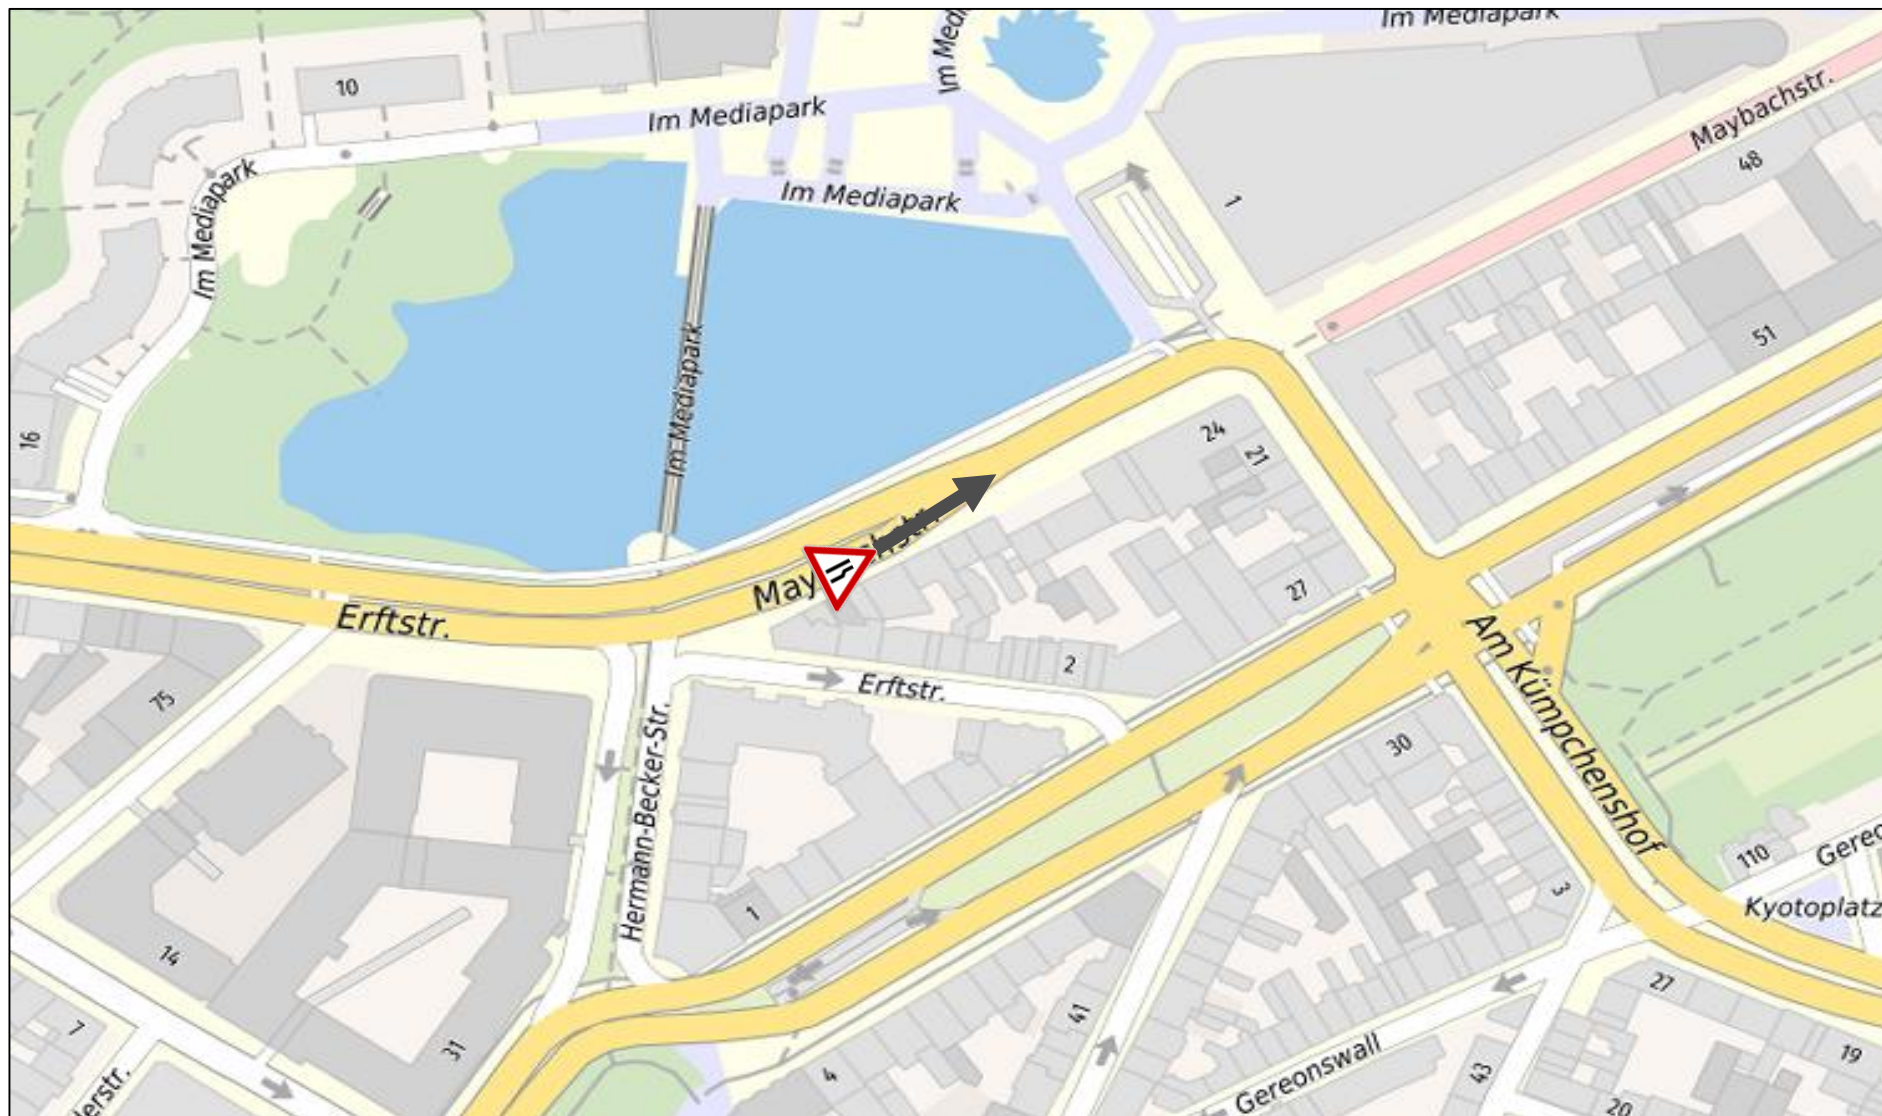 Im Mediapark
Im Mediapark
10
Im Mediapark
Maybachstr.
48
Im Mediapark
Im Mediapark
1
51
Im Mediapark
16
24
21
27
Erftstr.
2
Erftstr.
75
Am Kümpchenshof
30
Hermann-Becker-Str.
110
3
Kyotoplatz
1
14
27
7
31
41
4
Gereonswall
43
19
20